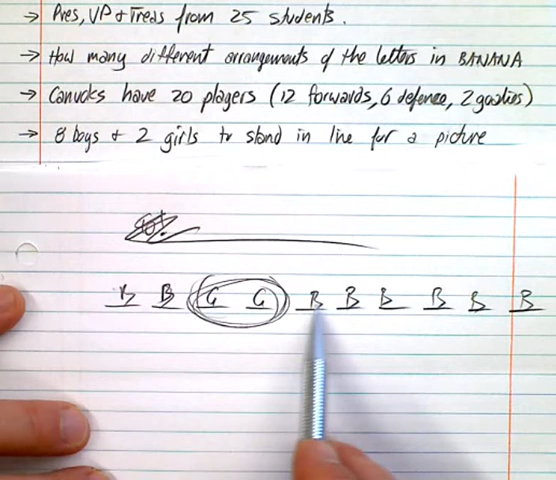 → Pres, VP + Treas from 25 students.
→ How many different arrangements of the letters in BANANA
→ Canucks have 20 players (12 forwards, 6 defence, 2 goalies)
→ 8 boys + 2 girls to stand in line for a picture
B B G G B B B B B B